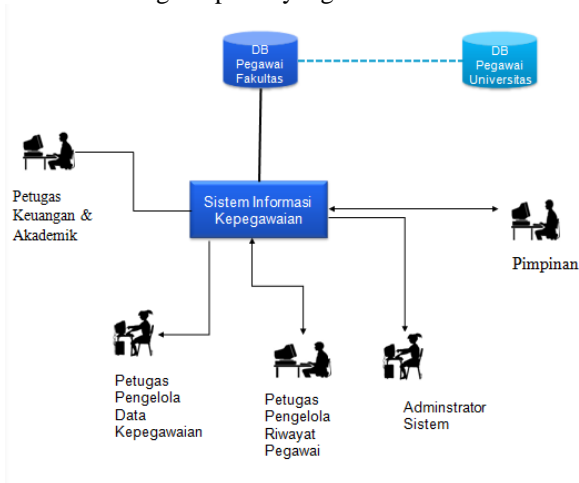 DB
Pegawai
Fakultas
DB
Pegawai
Universitas
Petugas
Keuangan &
Akademik
Sistem Informasi
Kepegawaian
Pimpinan
Petugas
Pengelola
Data
Kepegawaian
Petugas
Pengelola
Riwayat
Pegawai
Adminstrator
Sistem